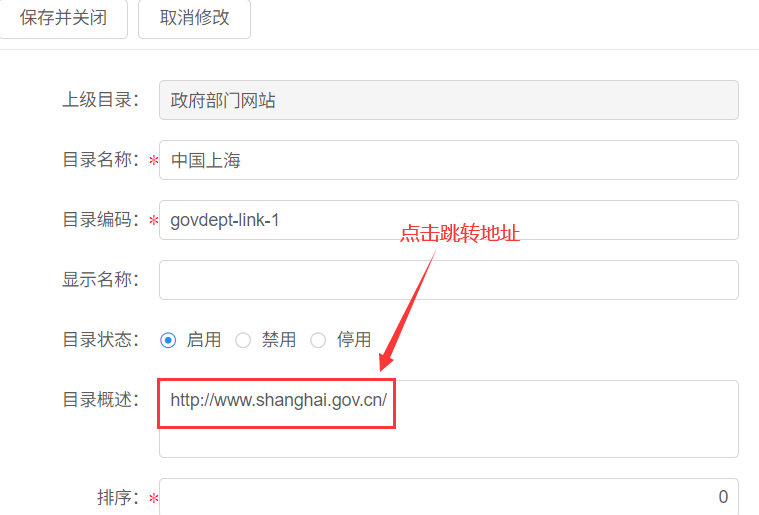 保存并关闭 取消修改
上级目录： 政府部门网站
目录名称：* 中国上海
目录编码：* govdept-link-1
点击跳转地址
显示名称：
目录状态： 启用 禁用 停用
目录概述： http://www.shanghai.gov.cn/
排序：* 0